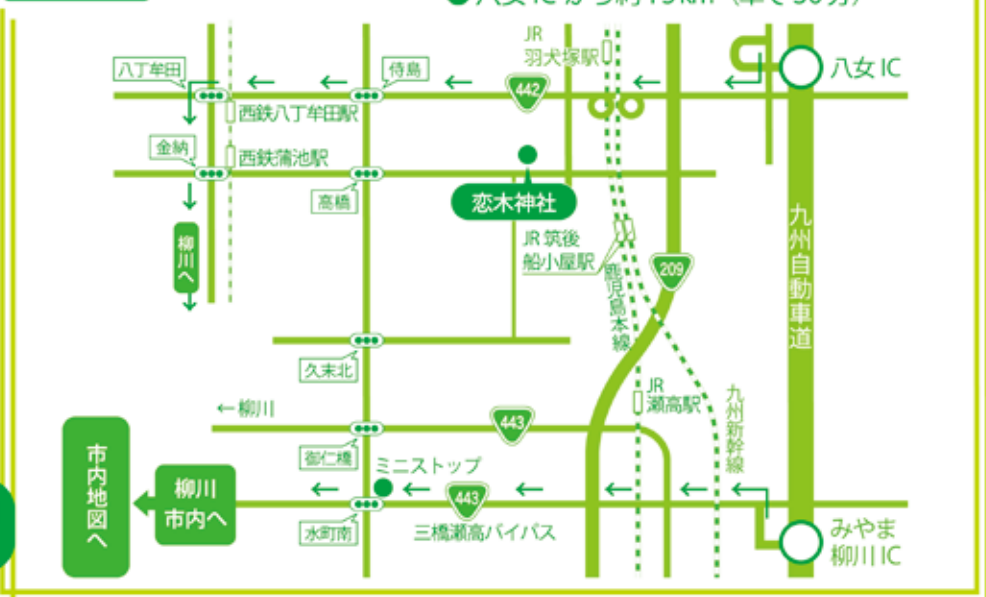 八女ICから約15km（車で30分）
JR
羽犬塚駅
八丁牟田
侍島
442
八女 IC
西鉄八丁牟田駅
金納
西鉄蒲池駅
高橋
恋木神社
柳川へ
JR 筑後
船小屋駅
209
鹿児島本線
九州自動車道
久末北
←柳川
443
JR
瀬高駅
九州新幹線
御仁橋
ミニストップ
市内地図へ
柳川
市内へ
443
水町南
三橋瀬高バイパス
みやま
柳川 IC